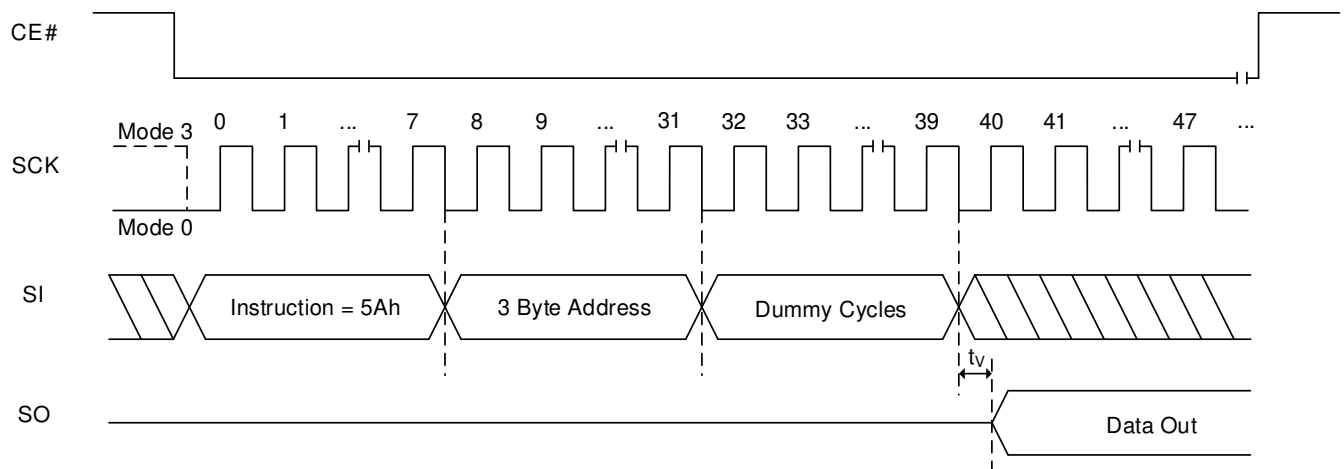 CE#
0 1 ... 7 8 9 ... 31 32 33 ... 39 40 41 ... 47 ...
Mode 3
SCK
Mode 0
SI
Instruction = 5Ah
3 Byte Address
Dummy Cycles
tV
SO
Data Out